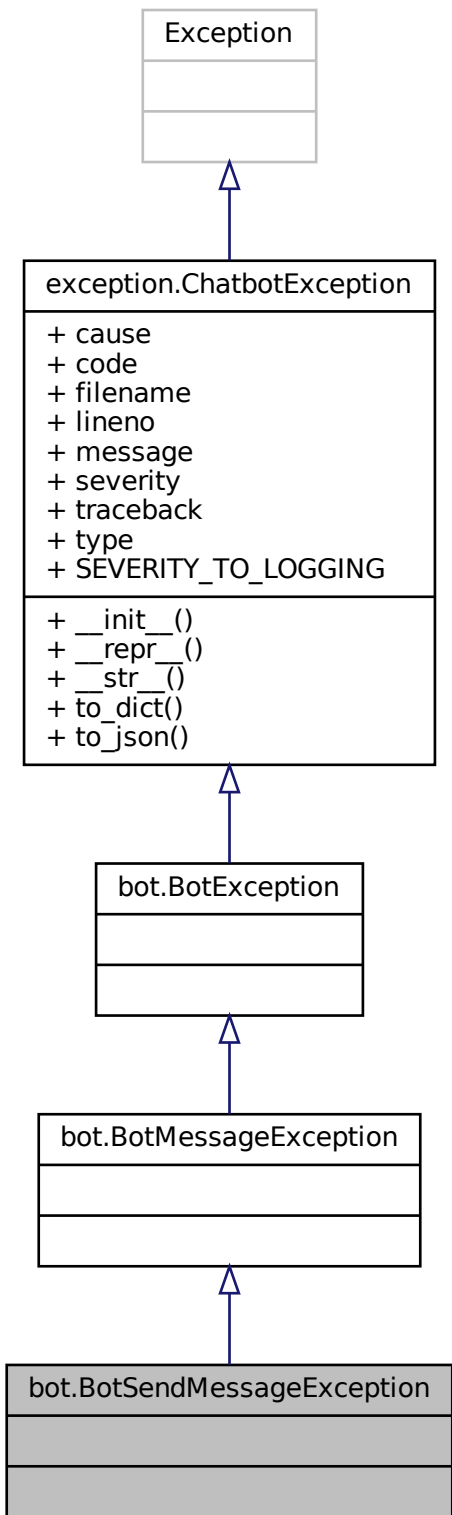 Exception
exception.ChatbotException
+ cause
+ code
+ filename
+ lineno
+ message
+ severity
+ traceback
+ type
+ SEVERITY_TO_LOGGING
+ __init__()
+ __repr__()
+ __str__()
+ to_dict()
+ to_json()
bot.BotException
bot.BotMessageException
bot.BotSendMessageException